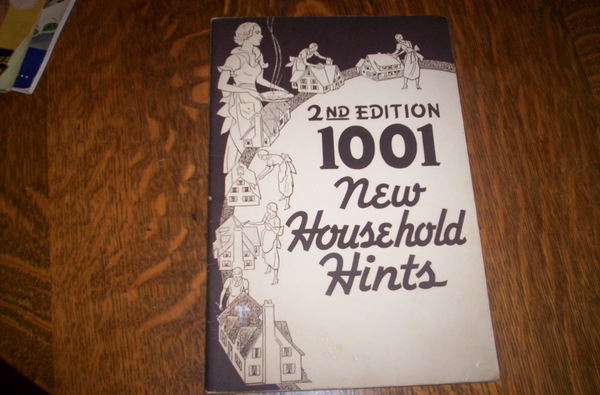 2ND EDITION
1001
New
Household
Hints